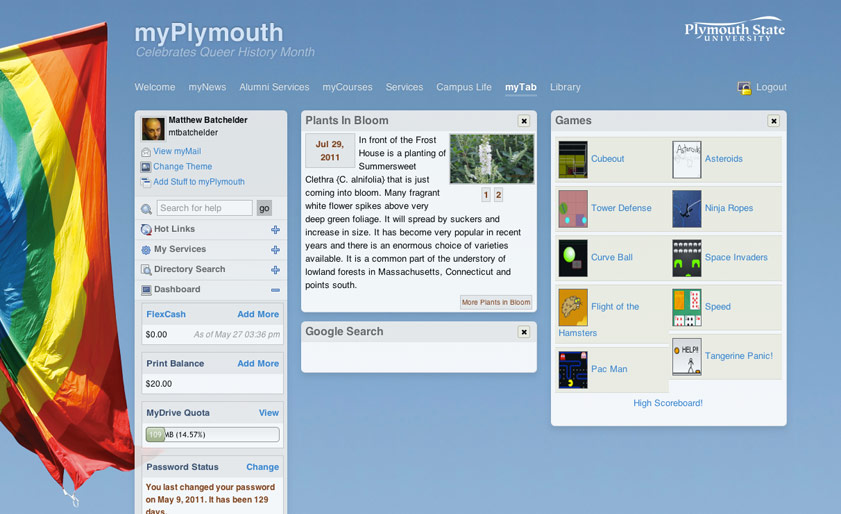 myPlymouth
Celebrates Queer History Month
Plymouth State
UNIVERSITY
Welcome myNews Alumni Services myCourses Services Campus Life myTab Library
Logout
Matthew Batchelder
mtbatchelder
View myMail
Change Theme
Add Stuff to myPlymouth
Search for help go
Hot Links
My Services
Directory Search
Dashboard
FlexCash Add More
$0.00 As of May 27 03:36 pm
Print Balance Add More
$20.00
MyDrive Quota View
109 MB (14.57%)
Password Status Change
You last changed your password
on May 9, 2011. It has been 129
days.
Plants In Bloom
Jul 29,
2011
In front of the Frost
House is a planting of
Summersweet
Clethra {C. alnifolia} that is just
coming into bloom. Many fragrant
white flower spikes above very
deep green foliage. It will spread by suckers and
increase in size. It has become very popular in recent
years and there is an enormous choice of varieties
available. It is a common part of the understory of
lowland forests in Massachusetts, Connecticut and
points south.
1 2
More Plants in Bloom
Google Search
Games
Cubeout
Asteroids
Asteroids
Tower Defense
Ninja Ropes
Curve Ball
Space Invaders
Flight of the
Hamsters
Speed
Pac Man
HELP!!
Tangerine Panic!
High Scoreboard!